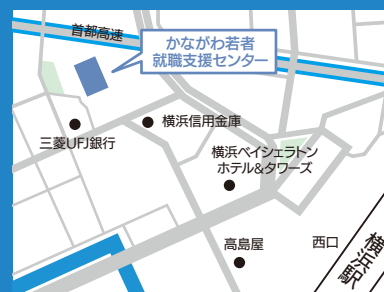 首都高速
かながわ若者
就職支援センター
横浜信用金庫
三菱UFJ銀行
横浜ベイシェラトン
ホテル&タワーズ
高島屋
西口
横浜駅